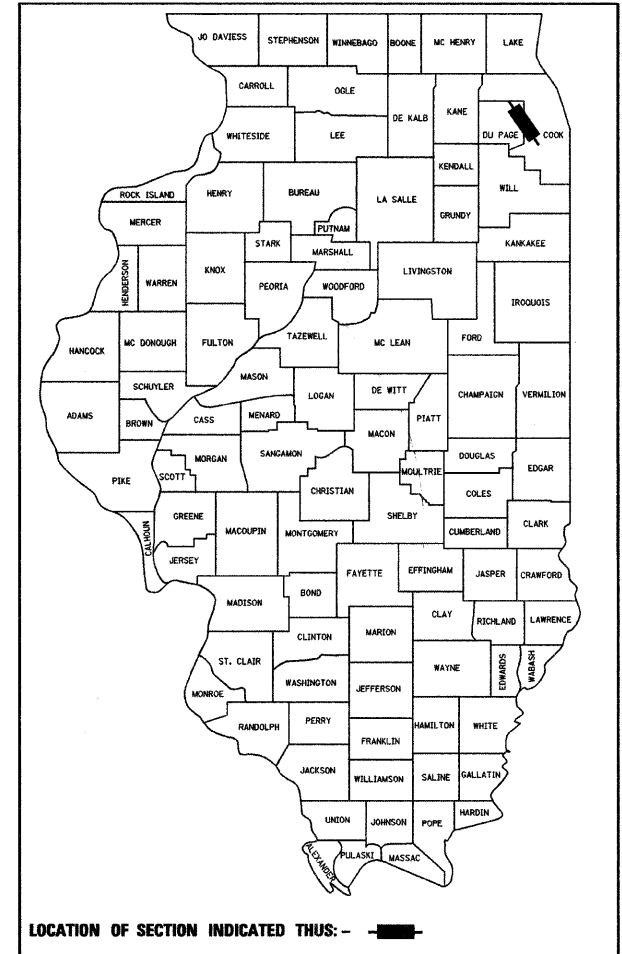 JO DAVIESS STEPHENSON WINNEBAGO BOONE MC HENRY LAKE
CARROLL OGLE DE KALB KANE DU PAGE COOK
WHITESIDE LEE
KENDALL WILL
ROCK ISLAND HENRY BUREAU LA SALLE GRUNDY
MERCER PUTNAM
STARK MARSHALL KANKAKEE
HENDERSON WARREN KNOX PEORIA WOODFORD LIVINGSTON IROQUOIS
HANCOCK MC DONOUGH FULTON TAZEWELL MC LEAN FORD
MASON
SCHUYLER LOGAN DE WITT CHAMPAIGN VERMILION
ADAMS BROWN CASS MENARD MACON PIATT
PIKE SCOTT MORGAN SANGAMON MOULTRIE DOUGLAS EDGAR
CHRISTIAN COLES
GREENE MACOUPIN SHELBY
CALHOUN JERSEY MONTGOMERY CUMBERLAND CLARK
FAYETTE EFFINGHAM JASPER CRAWFORD
MADISON BOND
CLAY RICHLAND LAWRENCE
CLINTON MARION
ST. CLAIR WAYNE EDWARDS WABASH
WASHINGTON JEFFERSON
MONROE
RANDOLPH PERRY HAMILTON WHITE
FRANKLIN
JACKSON WILLIAMSON SALINE GALLATIN
UNION JOHNSON POPE HARDIN
ALEXANDER PULASKI MASSAC
LOCATION OF SECTION INDICATED THUS: –